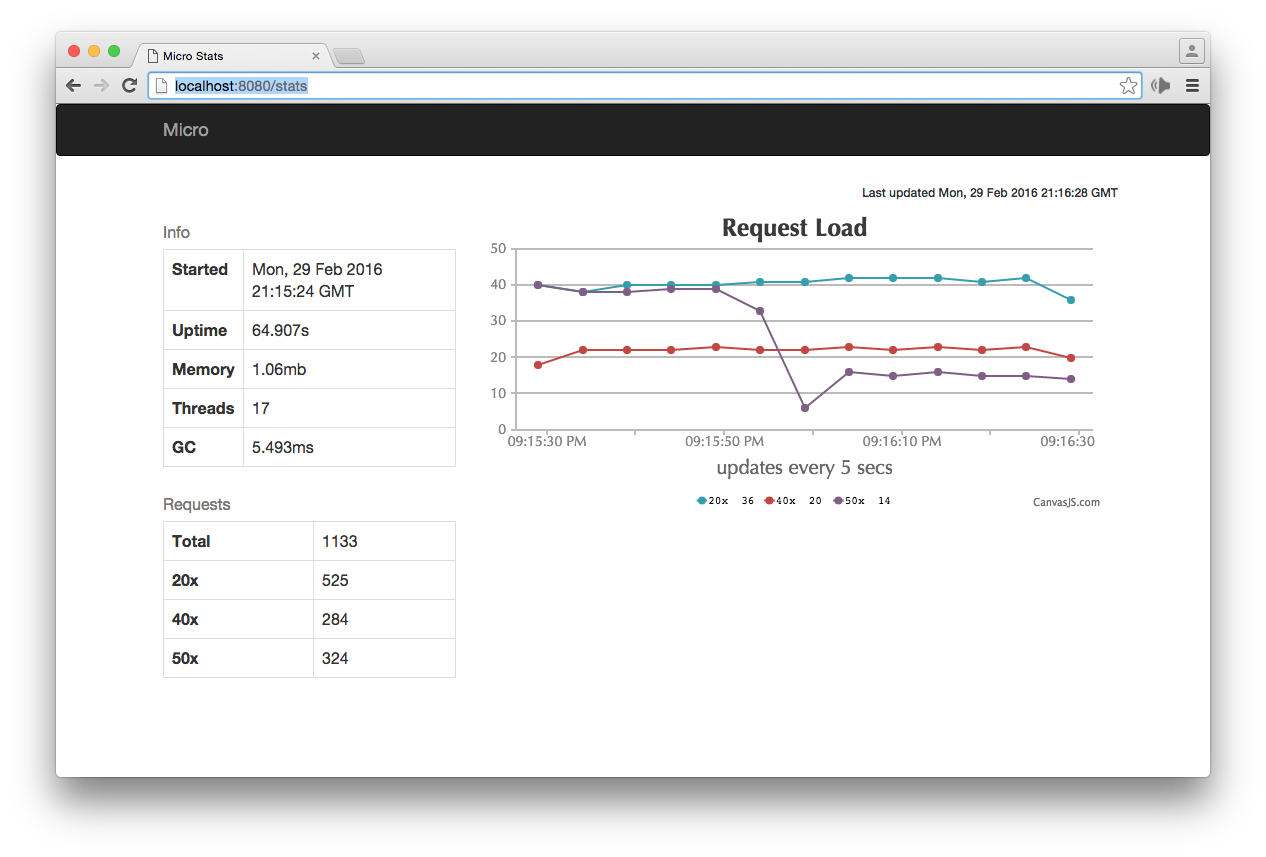 Micro Stats
localhost:8080/stats
Micro
Last updated Mon, 29 Feb 2016 21:16:28 GMT
Info
Started Mon, 29 Feb 2016
21:15:24 GMT
Uptime 64.907s
Memory 1.06mb
Threads 17
GC 5.493ms
Requests
Total 1133
20x 525
40x 284
50x 324
Request Load
50
40
30
20
10
0
09:15:30 PM 09:15:50 PM 09:16:10 PM 09:16:30
updates every 5 secs
20x 36 40x 20 50x 14
CanvasJS.com